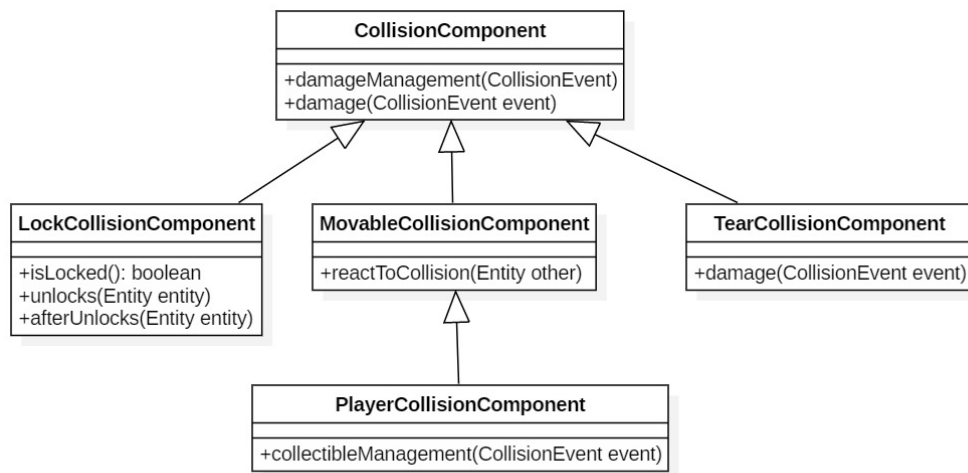 CollisionComponent
+damageManagement(CollisionEvent)
+damage(CollisionEvent event)
LockCollisionComponent
+isLocked(): boolean
+unlocks(Entity entity)
+afterUnlocks(Entity entity)
MovableCollisionComponent
+reactToCollision(Entity other)
TearCollisionComponent
+damage(CollisionEvent event)
PlayerCollisionComponent
+collectibleManagement(CollisionEvent event)